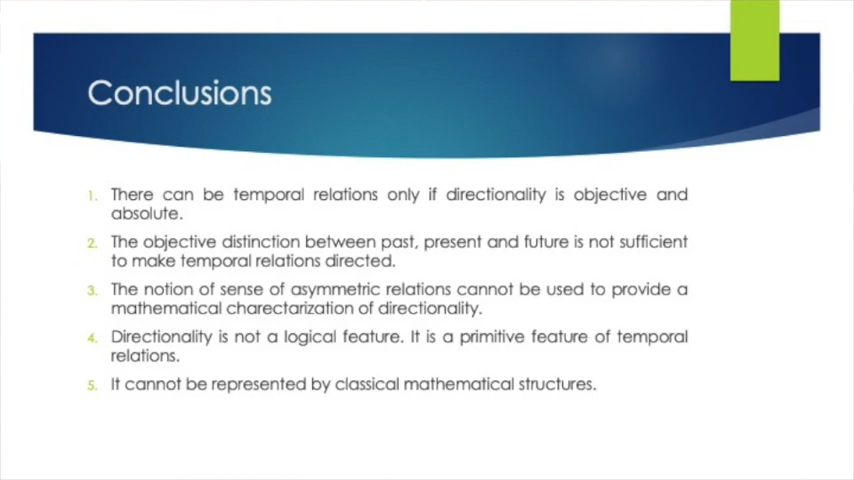 Conclusions
1. There can be temporal relations only if directionality is objective and
absolute.
2. The objective distinction between past, present and future is not sufficient
to make temporal relations directed.
3. The notion of sense of asymmetric relations cannot be used to provide a
mathematical charectarization of directionality.
4. Directionality is not a logical feature. It is a primitive feature of temporal
relations.
5. It cannot be represented by classical mathematical structures.